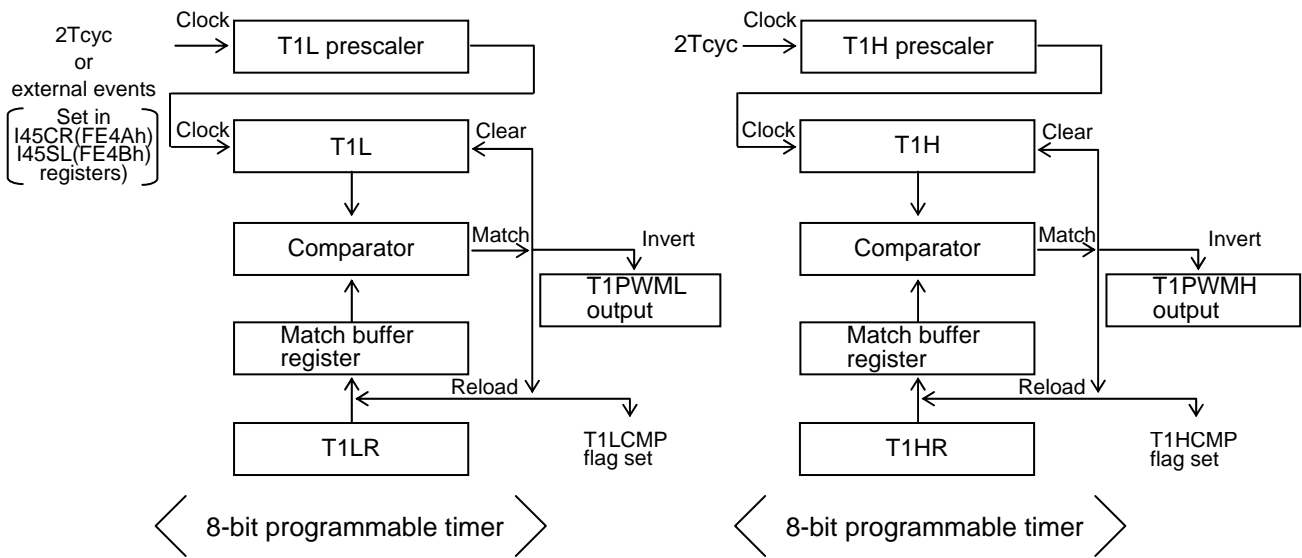 2Tcyc
or
external events
Set in
I45CR(FE4Ah)
I45SL(FE4Bh)
registers)
Clock
T1L prescaler
Clock
T1L
Clear
Comparator
Match
Invert
T1PWML
output
Match buffer
register
Reload
T1LR
T1LCMP
flag set
8-bit programmable timer
Clock
2Tcyc
T1H prescaler
Clock
T1H
Clear
Comparator
Match
Invert
T1PWMH
output
Match buffer
register
Reload
T1HR
T1HCMP
flag set
8-bit programmable timer